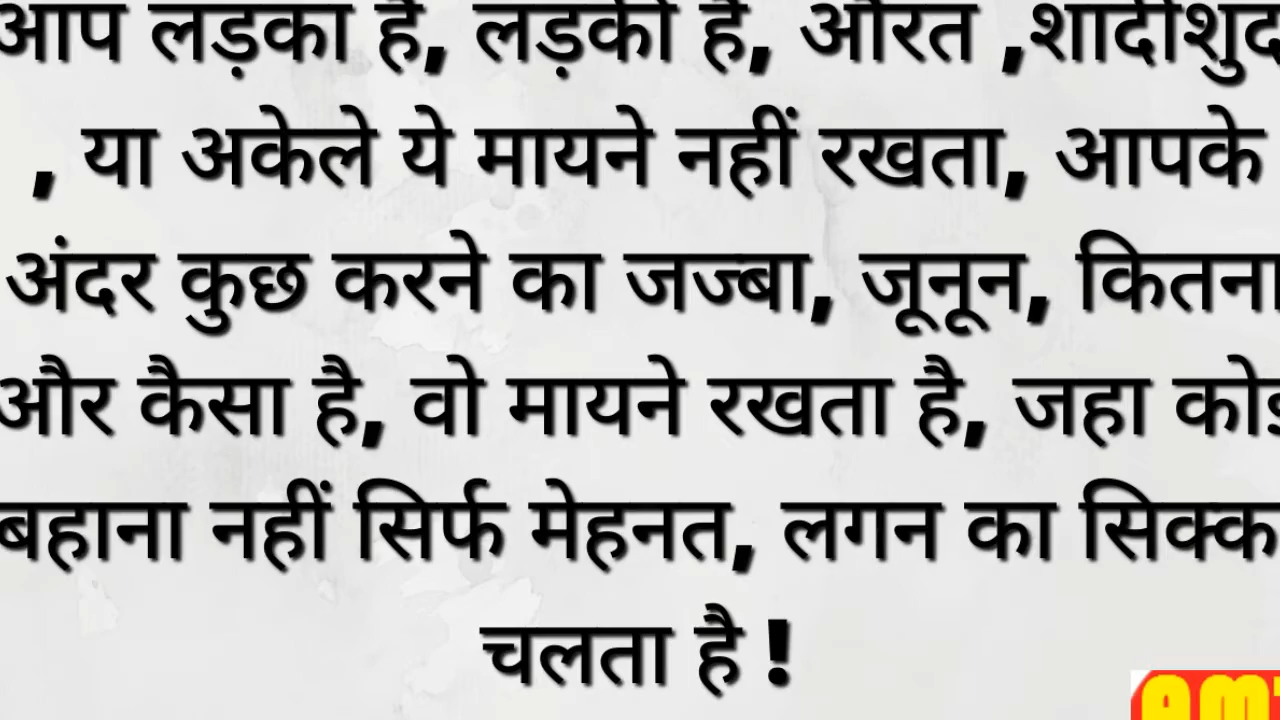 आप लड़का है, लड़की है, औरत ,शादीशुद
, या अकेले ये मायने नहीं रखता, आपके
अंदर कुछ करने का जज्बा, जूनून, कितना
और कैसा है, वो मायने रखता है, जहा कोई
बहाना नहीं सिर्फ मेहनत, लगन का सिक्क
चलता है !